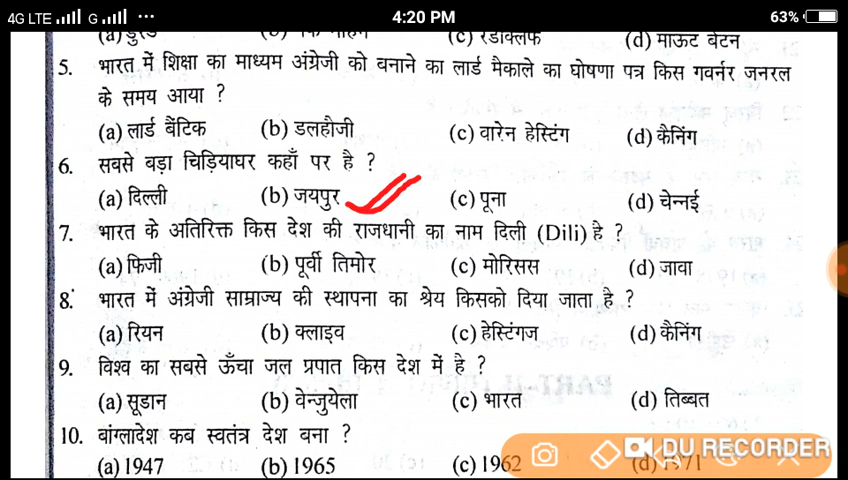 4G LTE G ... 4:20 PM 63%
(c) रेडक्लिफ (d) माऊंट बेटन
5. भारत में शिक्षा का माध्यम अंग्रेजी को वनाने का लार्ड मैकाले का घोषणा पत्र किस गवर्नर जनरल
के समय आया ?
(a) लार्ड बैंटिक (b) डलहौजी (c) वारेन हेस्टिंग (d) कैनिंग
6. सबसे बड़ा चिड़ियाघर कहाँ पर है ?
(a) दिल्ली (b) जयपुर (c) पूना (d) चेन्नई
7. भारत के अतिरिक्त किस देश की राजधानी का नाम दिली (Dili) है ?
(a) फिजी (b) पूर्वी तिमोर (c) मोरिसस (d) जावा
8. भारत में अंग्रेजी साम्राज्य की स्थापना का श्रेय किसको दिया जाता है ?
(a) रियन (b) क्लाइव (c) हेस्टिंगज (d) कैनिंग
9. विश्व का सबसे ऊँचा जल प्रपात किस देश में है ?
(a) सूडान (b) वेन्जुयेला (c) भारत (d) तिब्बत
10. बांग्लादेश कब स्वतंत्र देश बना ?
(a) 1947 (b) 1965 (c) 1962 (d) 1971
DU RECORDER